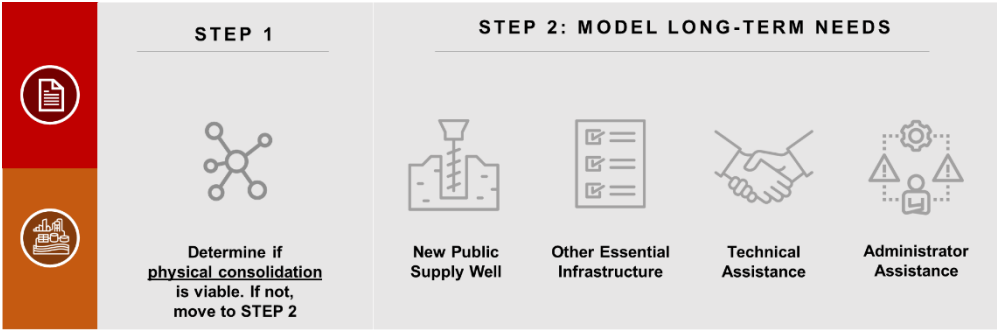 STEP 1
Determine if
physical consolidation
is viable. If not,
move to STEP 2
STEP 2: MODEL LONG-TERM NEEDS
New Public
Supply Well
Other Essential
Infrastructure
Technical
Assistance
Administrator
Assistance